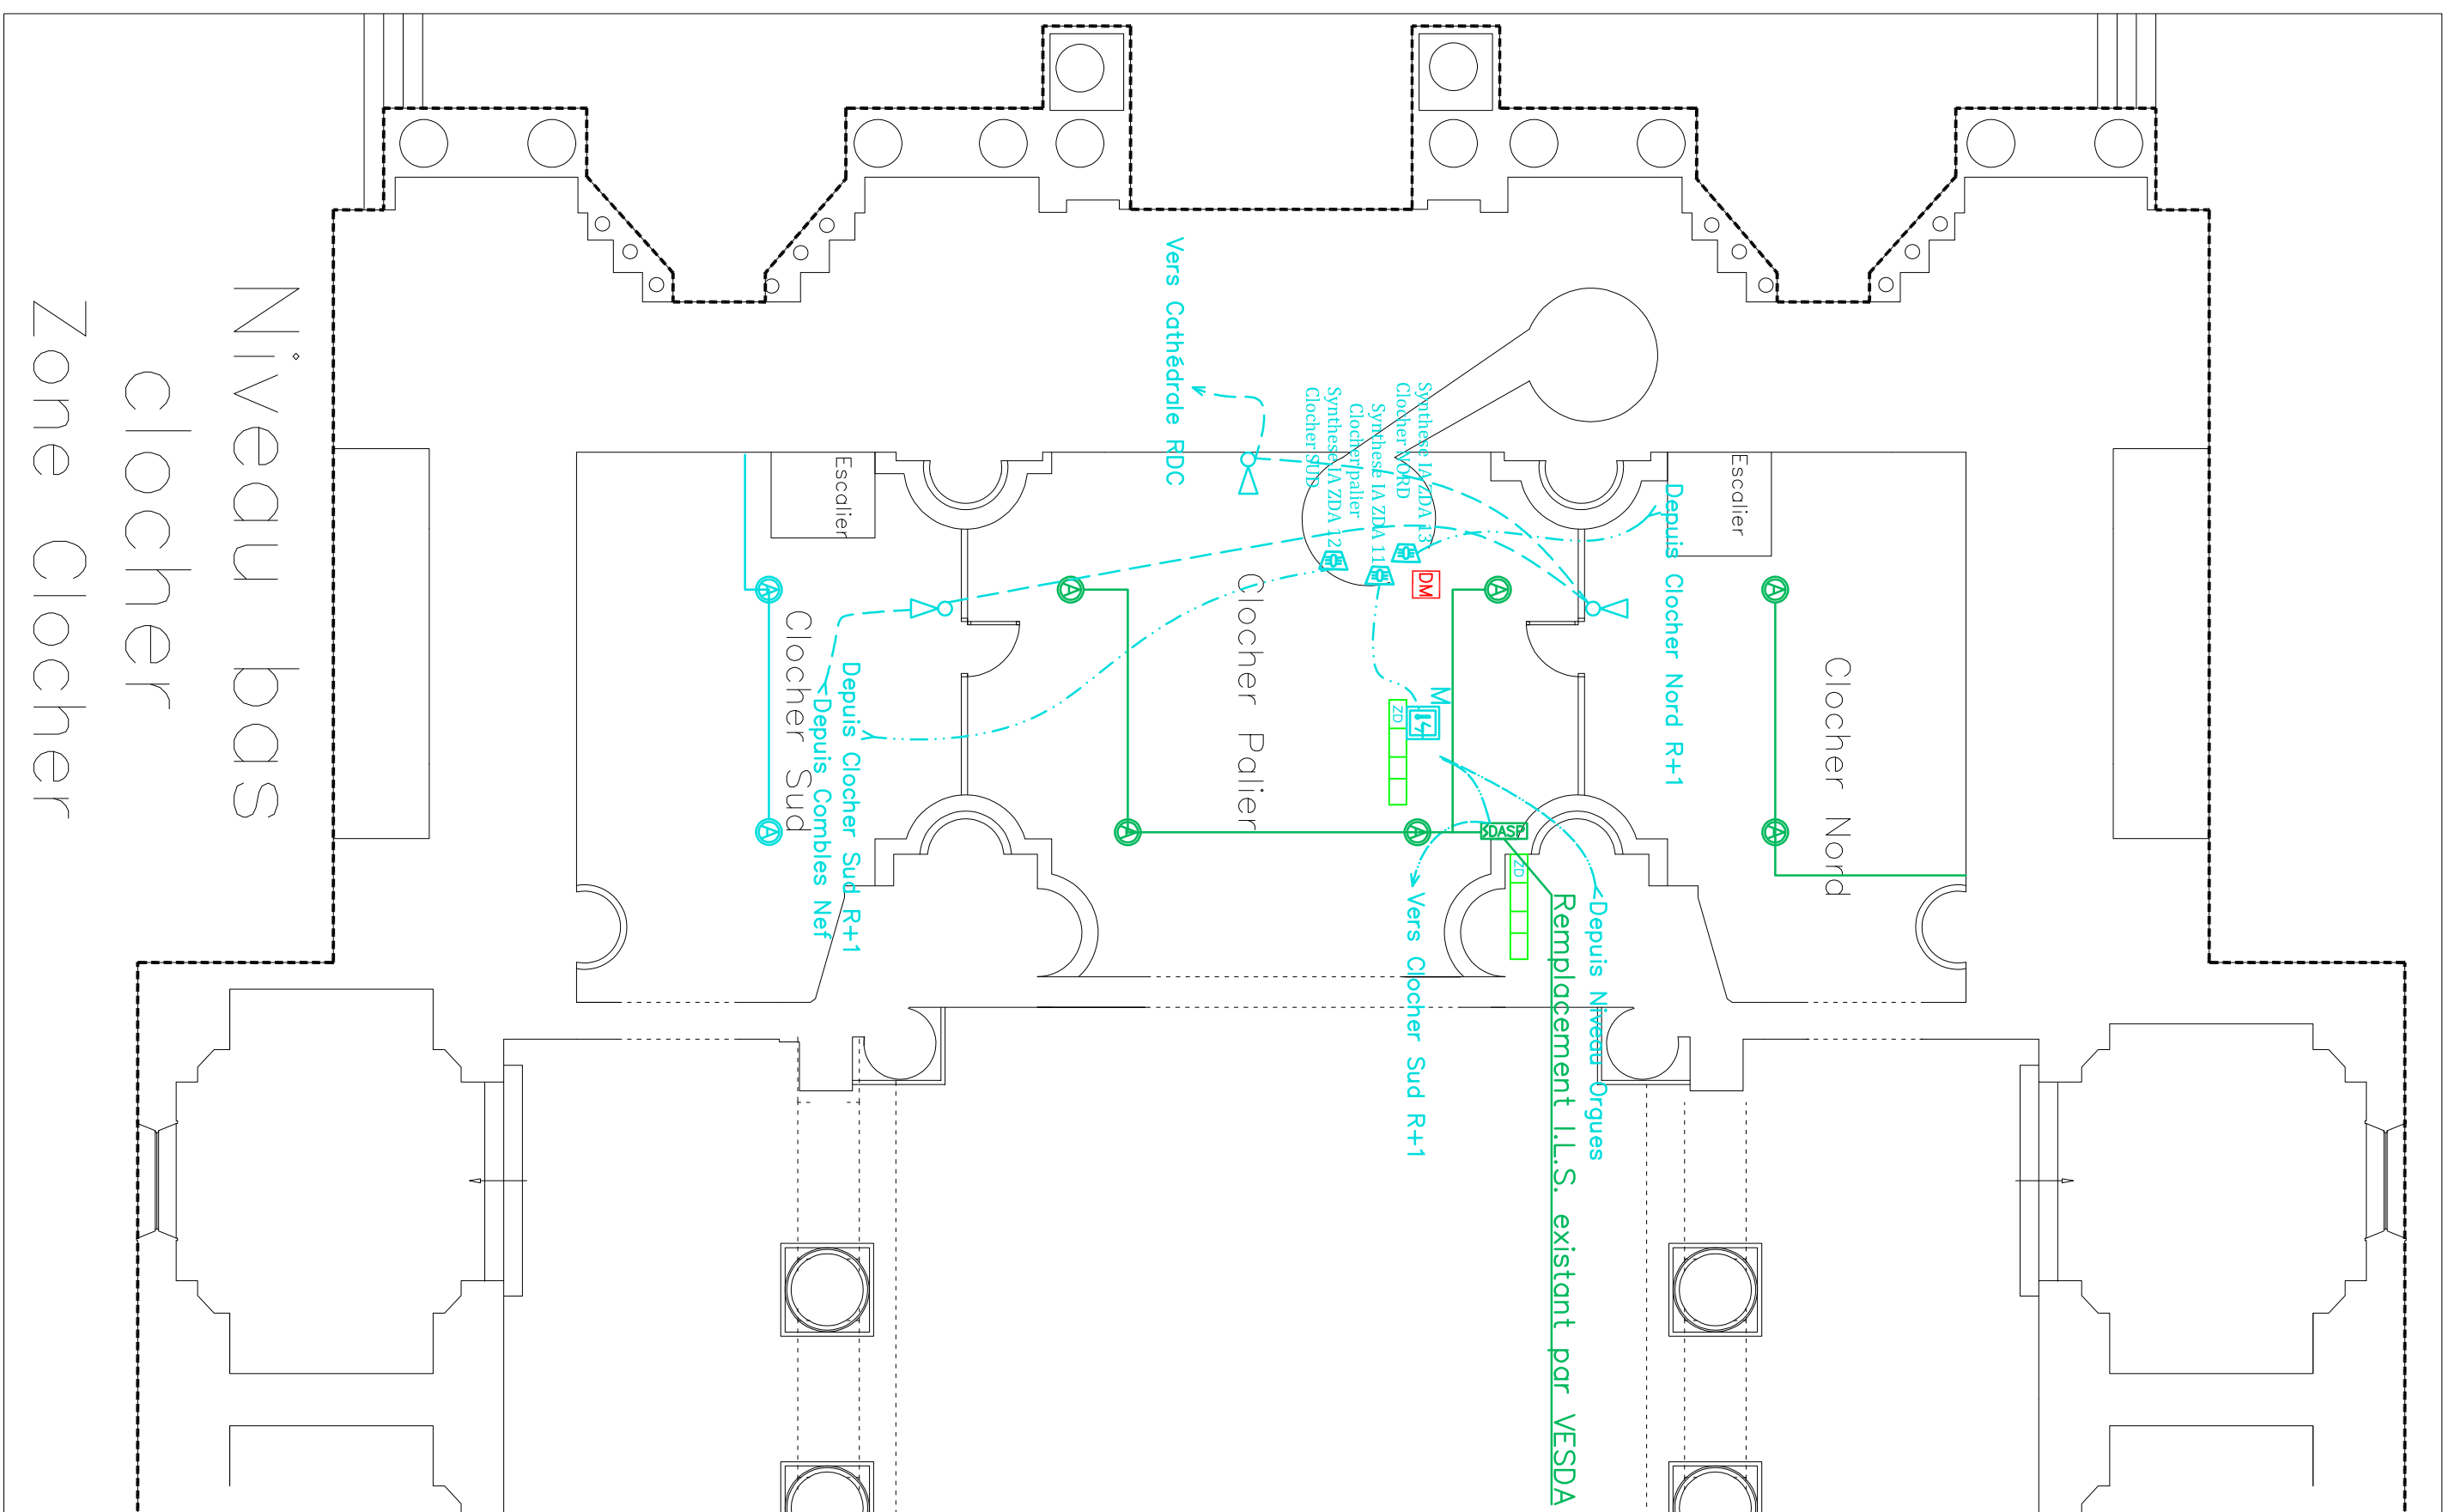 Niveau bas
clocher
Zone Clocher
Vers Cathédrale RDC
Synthese IA ZDA 13
Clocher NORD
Synthese IA ZDA 11
Clocher palier
Synthese IA ZDA 12
Clocher SUD
Escalier
Escalier
Depuis Clocher Nord R+1
Clocher Nord
A
A
A
A
A
A
A
A
DM
Clocher Palier
Clocher Sud
M
ZD
DASP
ZD
Depuis Clocher Sud R+1
Depuis Combles Nef
Depuis Niveau Orgues
Remplacement I.L.S. existant par VESDA
Vers Clocher Sud R+1